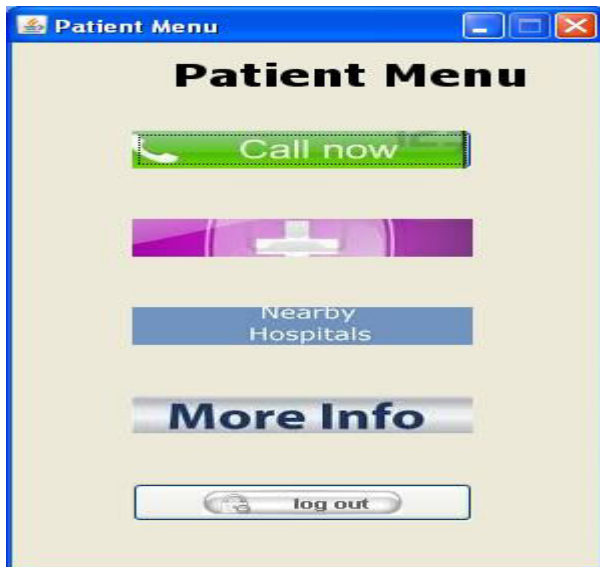 Patient Menu
Patient Menu
Call now
Nearby
Hospitals
More Info
log out